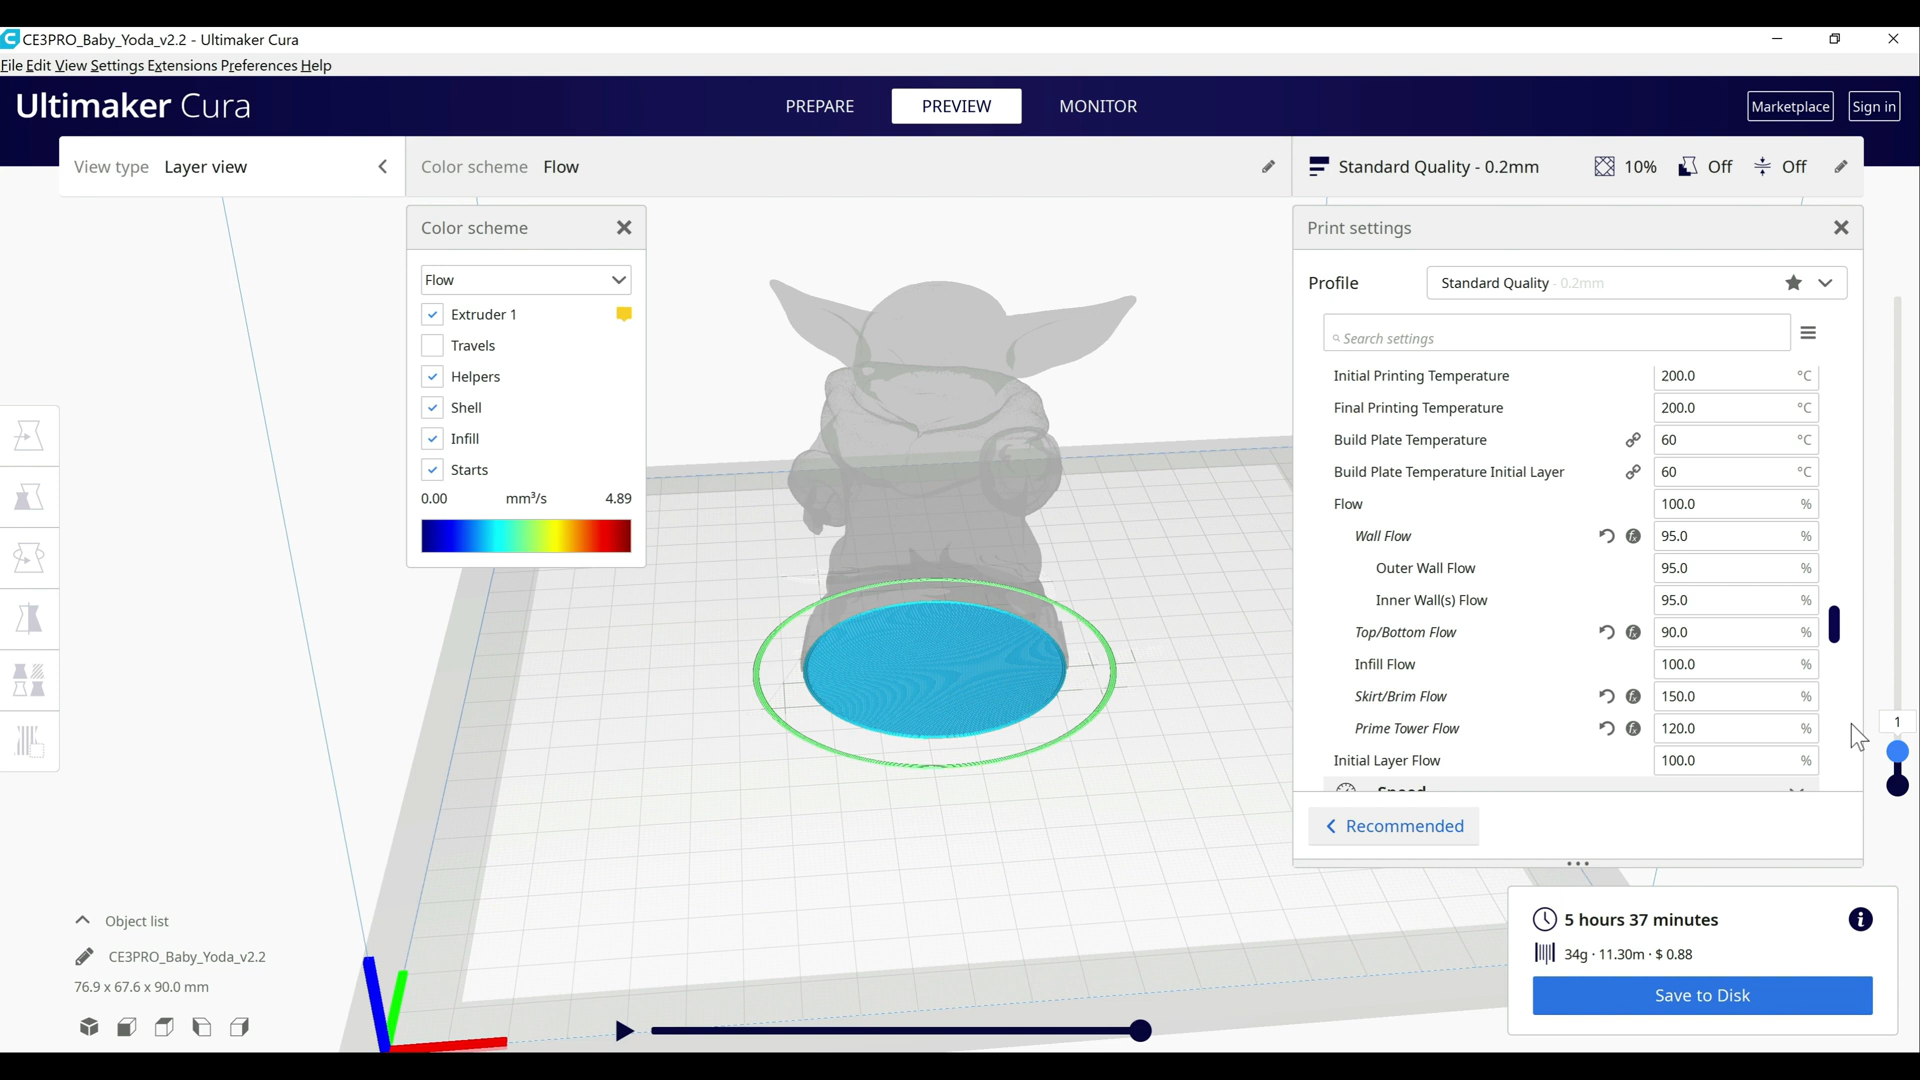 CE3PRO_Baby_Yoda_v2.2 - Ultimaker Cura
File Edit View Settings Extensions Preferences Help
Ultimaker Cura
PREPARE
PREVIEW
MONITOR
Marketplace
Sign in
View type Layer view
Color scheme Flow
Standard Quality - 0.2mm
10%
Off
Off
Color scheme
Flow
Extruder 1
Travels
Helpers
Shell
Infill
Starts
0.00 mm³/s 4.89
Print settings
Profile
Standard Quality - 0.2mm
Search settings
Initial Printing Temperature 200.0 °C
Final Printing Temperature 200.0 °C
Build Plate Temperature 60 °C
Build Plate Temperature Initial Layer 60 °C
Flow 100.0 %
Wall Flow 95.0 %
Outer Wall Flow 95.0 %
Inner Wall(s) Flow 95.0 %
Top/Bottom Flow 90.0 %
Infill Flow 100.0 %
Skirt/Brim Flow 150.0 %
Prime Tower Flow 120.0 %
Initial Layer Flow 100.0 %
Speed
Recommended
1
5 hours 37 minutes
34g · 11.30m · $ 0.88
Save to Disk
Object list
CE3PRO_Baby_Yoda_v2.2
76.9 x 67.6 x 90.0 mm